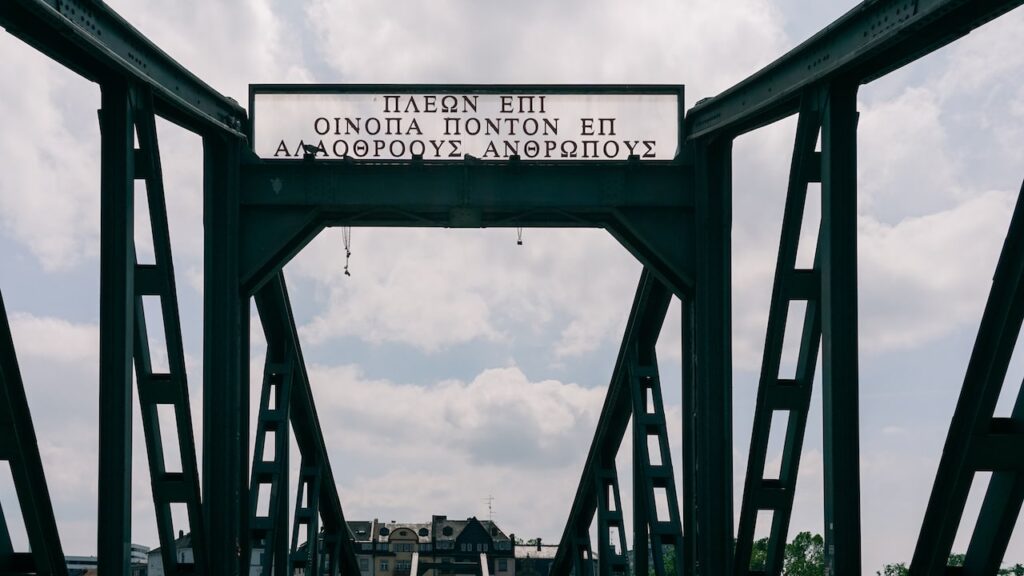 ΠΛΕΩΝ ΕΠΙ
ΟΙΝΟΠΑ ΠΟΝΤΟΝ ΕΠ
ΑΛΛΟΘΡΟΟΥΣ ΑΝΘΡΩΠΟΥΣ